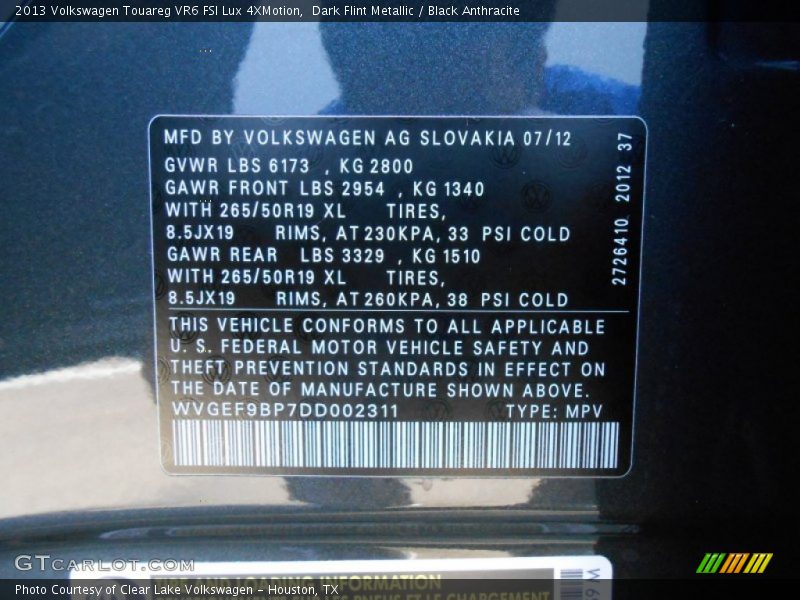 2013 Volkswagen Touareg VR6 FSI Lux 4XMotion, Dark Flint Metallic / Black Anthracite
MFD BY VOLKSWAGEN AG SLOVAKIA 07/12
GVWR LBS 6173 , KG 2800
GAWR FRONT LBS 2954 , KG 1340
WITH 265/50R19 XL TIRES,
8.5JX19 RIMS, AT 230KPA, 33 PSI COLD
GAWR REAR LBS 3329 , KG 1510
WITH 265/50R19 XL TIRES,
8.5JX19 RIMS, AT 260KPA, 38 PSI COLD
2726410 2012 37
THIS VEHICLE CONFORMS TO ALL APPLICABLE
U. S. FEDERAL MOTOR VEHICLE SAFETY AND
THEFT PREVENTION STANDARDS IN EFFECT ON
THE DATE OF MANUFACTURE SHOWN ABOVE.
WVGEF9BP7DD002311 TYPE: MPV
GTCARLOT.COM
AND LOADING INFORMATION
Photo Courtesy of Clear Lake Volkswagen - Houston, TX